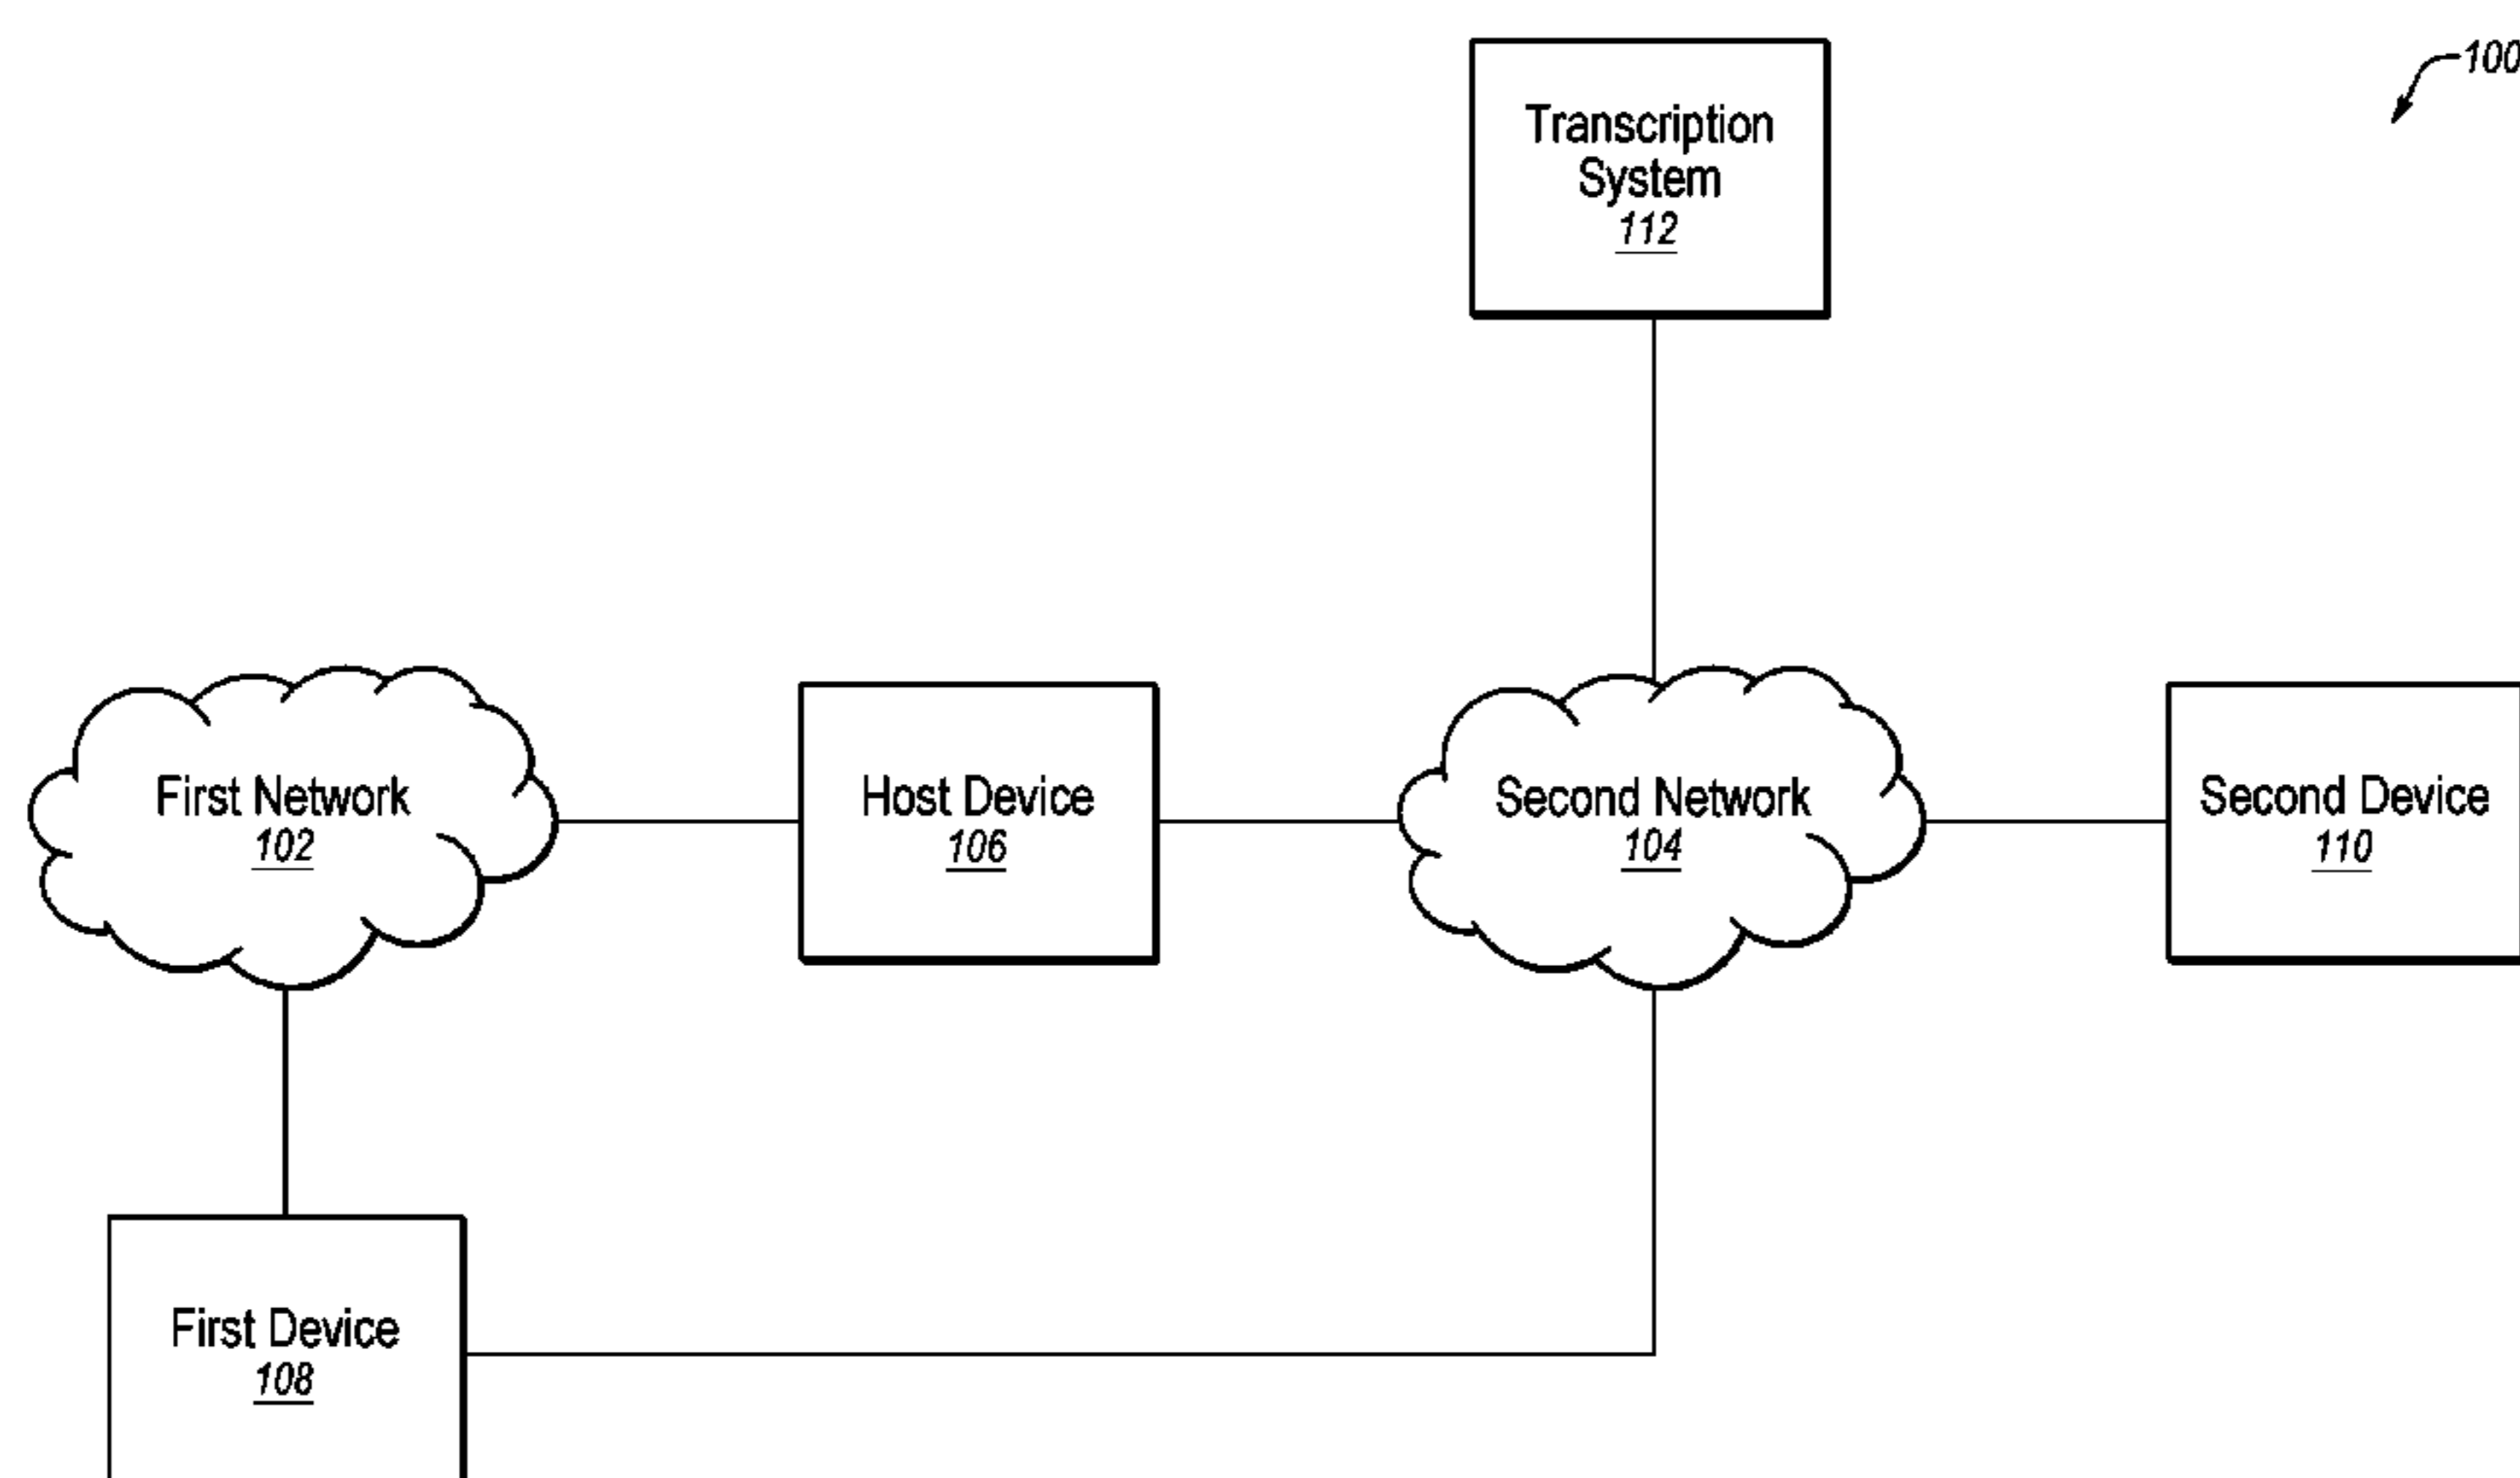 100
Transcription
System
112
First Network
102
Host Device
106
Second Network
104
Second Device
110
First Device
108